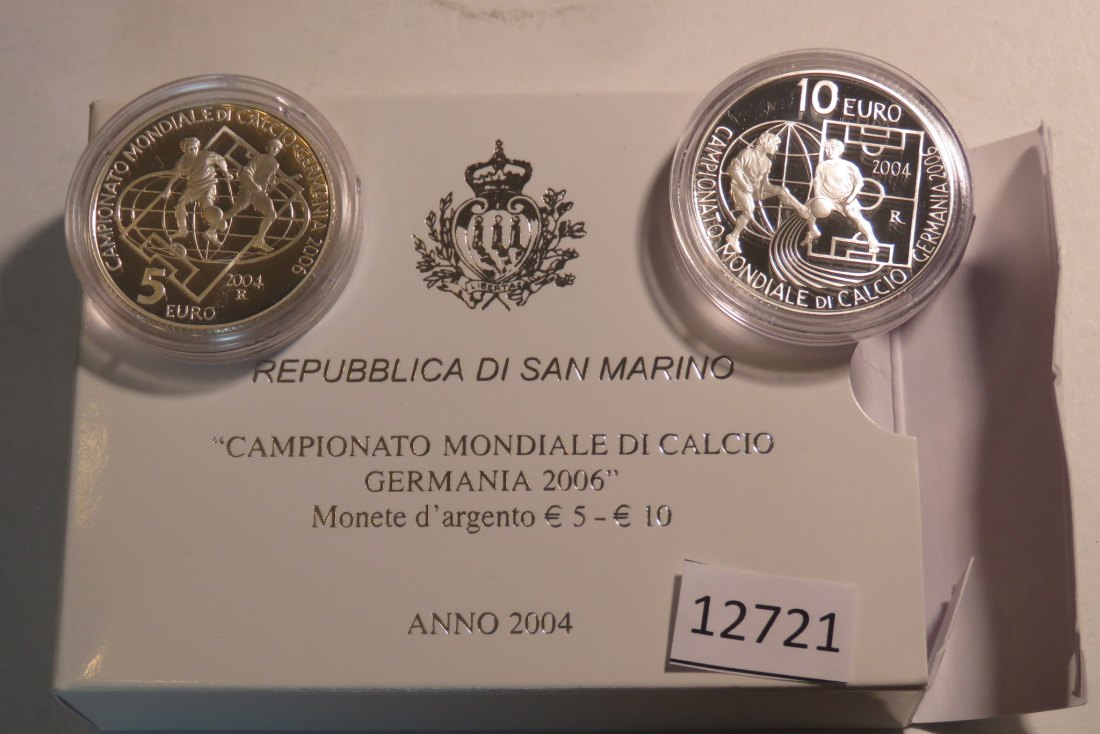 CAMPIONATO MONDIALE Di CALCIO GERMANIA 2006
2004
R
5
EURO
10 EURO
CAMPIONATO MONDIALE Di CALCIO GERMANIA 2006
2004
R
LIBERTAS
REPUBBLICA DI SAN MARINO
“CAMPIONATO MONDIALE DI CALCIO
GERMANIA 2006”
Monete d'argento € 5 – € 10
ANNO 2004
12721